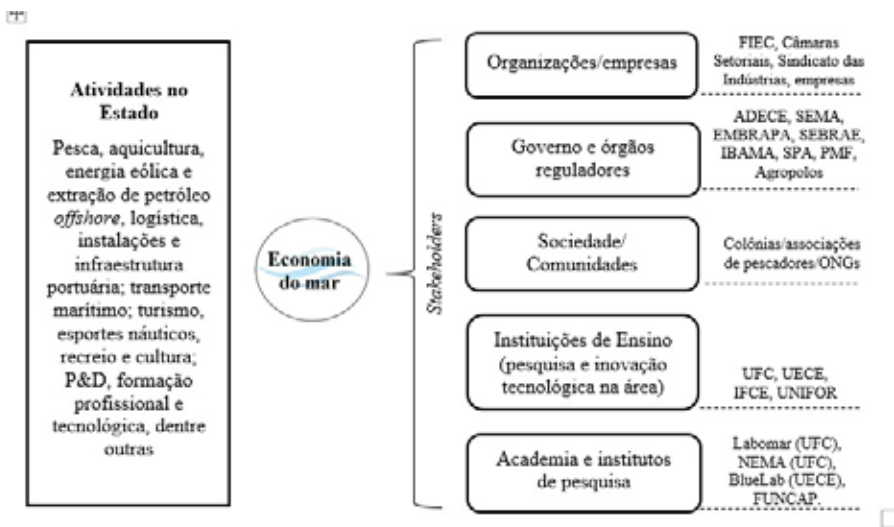 Atividades no
Estado
Pesca, aquicultura,
energia eólica e
extração de petróleo
offshore, logística,
instalações e
infraestrutura
portuária; transporte
marítimo; turismo,
esportes náuticos,
recreio e cultura;
P&D, formação
profissional e
tecnológica, dentre
outras
Economia
do mar
Stakeholders
Organizações/empresas
FIEC, Câmaras
Setoriais, Sindicato das
Indústrias, empresas
Governo e órgãos
reguladores
ADECE, SEMA,
EMBRAPA, SEBRAE,
IBAMA, SPA, PMF,
Agropolos
Sociedade/
Comunidades
Colônias/associações
de pescadores/ONGs
Instituições de Ensino
(pesquisa e inovação
tecnológica na área)
UFC, UECE,
IFCE, UNIFOR
Academia e institutos
de pesquisa
Labomar (UFC),
NEMA (UFC),
BlueLab (UECE),
FUNCAP.